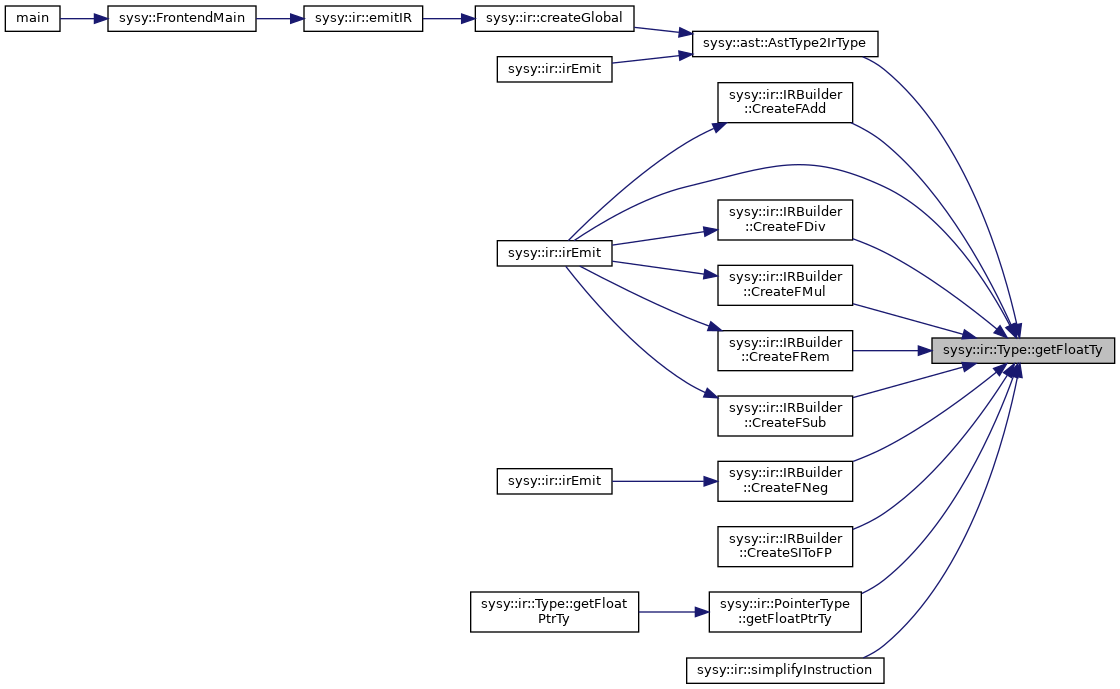 main
sysy::FrontendMain
sysy::ir::emitIR
sysy::ir::createGlobal
sysy::ast::AstType2IrType
sysy::ir::irEmit
sysy::ir::IRBuilder
::CreateFAdd
sysy::ir::IRBuilder
::CreateFDiv
sysy::ir::irEmit
sysy::ir::IRBuilder
::CreateFMul
sysy::ir::IRBuilder
::CreateFRem
sysy::ir::Type::getFloatTy
sysy::ir::IRBuilder
::CreateFSub
sysy::ir::irEmit
sysy::ir::IRBuilder
::CreateFNeg
sysy::ir::IRBuilder
::CreateSIToFP
sysy::ir::Type::getFloat
PtrTy
sysy::ir::PointerType
::getFloatPtrTy
sysy::ir::simplifyInstruction